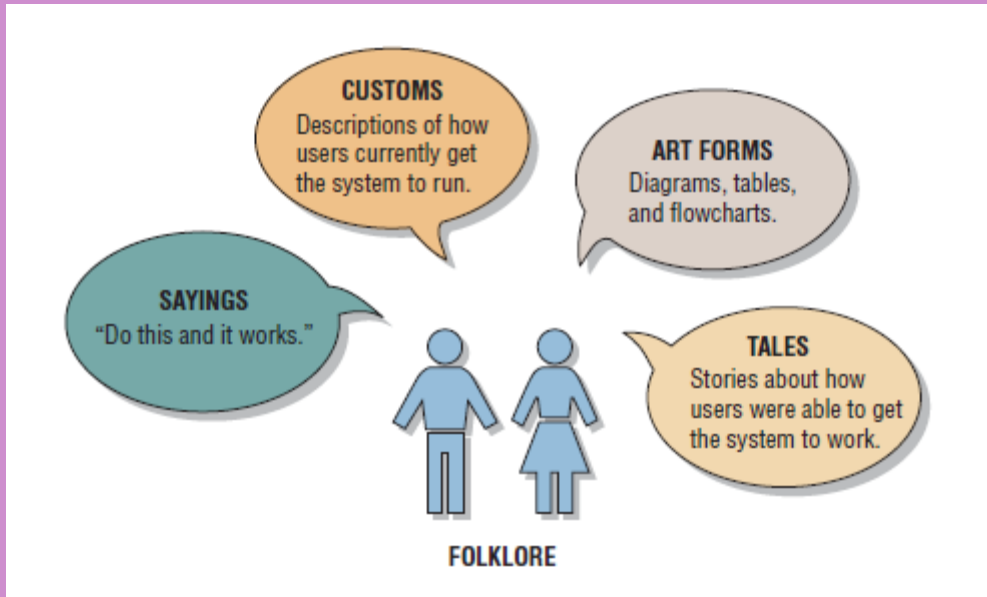 CUSTOMS
Descriptions of how
users currently get
the system to run.
ART FORMS
Diagrams, tables,
and flowcharts.
SAYINGS
“Do this and it works.”
TALES
Stories about how
users were able to get
the system to work.
FOLKLORE